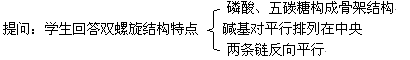 磷酸、五碳糖构成骨架结构
提问：学生回答双螺旋结构特点
碱基对平行排列在中央
两条链反向平行